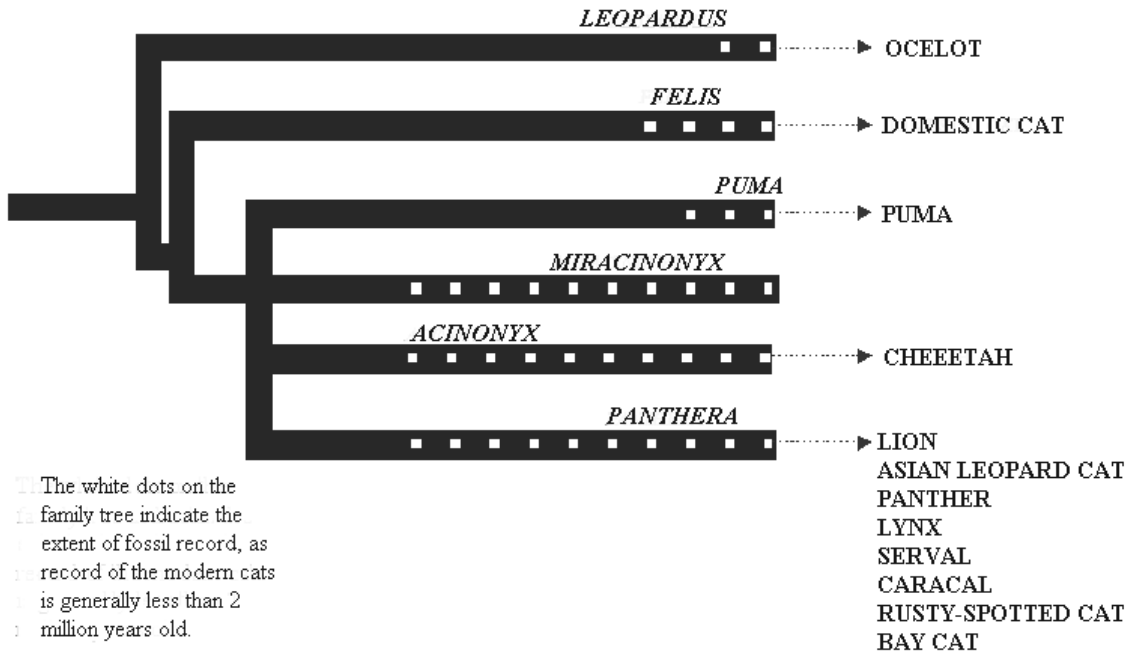 LEOPARDUS
OCELOT
FELIS
DOMESTIC CAT
PUMA
PUMA
MIRACINONYX
ACINONYX
CHEEETAH
PANTHERA
LION
ASIAN LEOPARD CAT
PANTHER
LYNX
SERVAL
CARACAL
RUSTY-SPOTTED CAT
BAY CAT
The white dots on the
family tree indicate the
extent of fossil record, as
record of the modern cats
is generally less than 2
million years old.